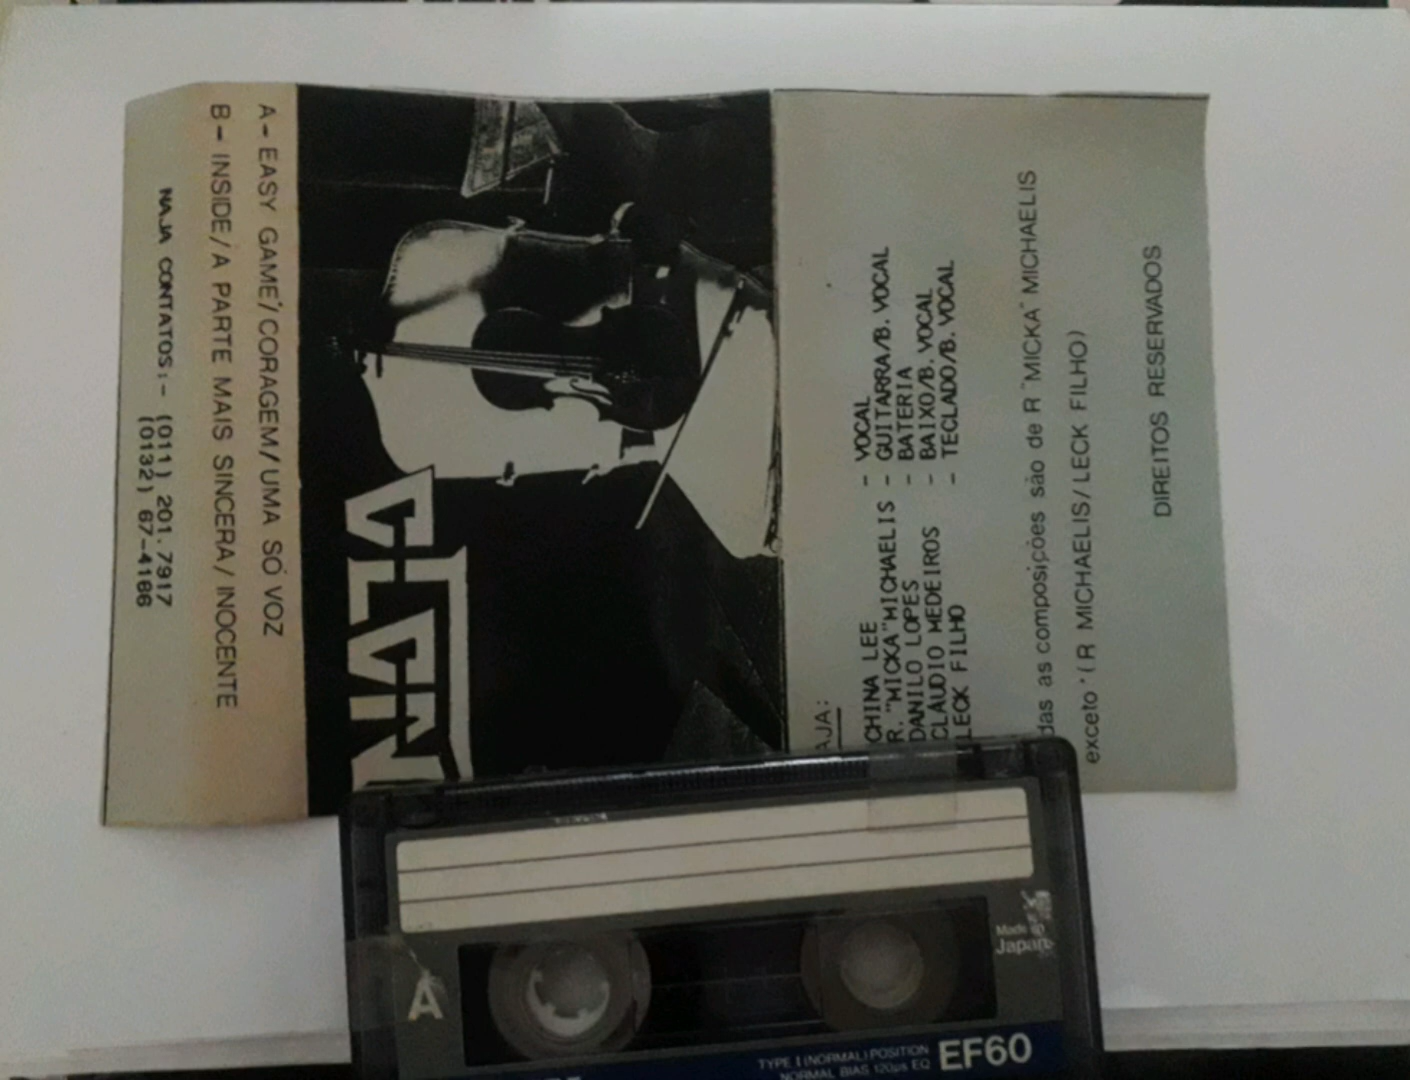 A- EASY GAME*/CORAGEM/UMA SÓ VOZ
B- INSIDE/A PARTE MAIS SINCERA/INOCENTE
NAJA CONTATOS:- (011) 201.7917
(0132) 67-4166
AJA:
CHINA LEE - VOCAL
R. "MICKA"MICHAELIS - GUITARRA/B. VOCAL
DANILO LOPES - BATERIA
CLÁUDIO MEDEIROS - BAIXO/B. VOCAL
LECK FILHO - TECLADO/B. VOCAL
das as composições são de R "MICKA" MICHAELIS
exceto *(R MICHAELIS/LECK FILHO)
DIREITOS RESERVADOS
Made in
Japan
A
TYPE I (NORMAL) POSITION
NORMAL BIAS 120µs EQ
EF60